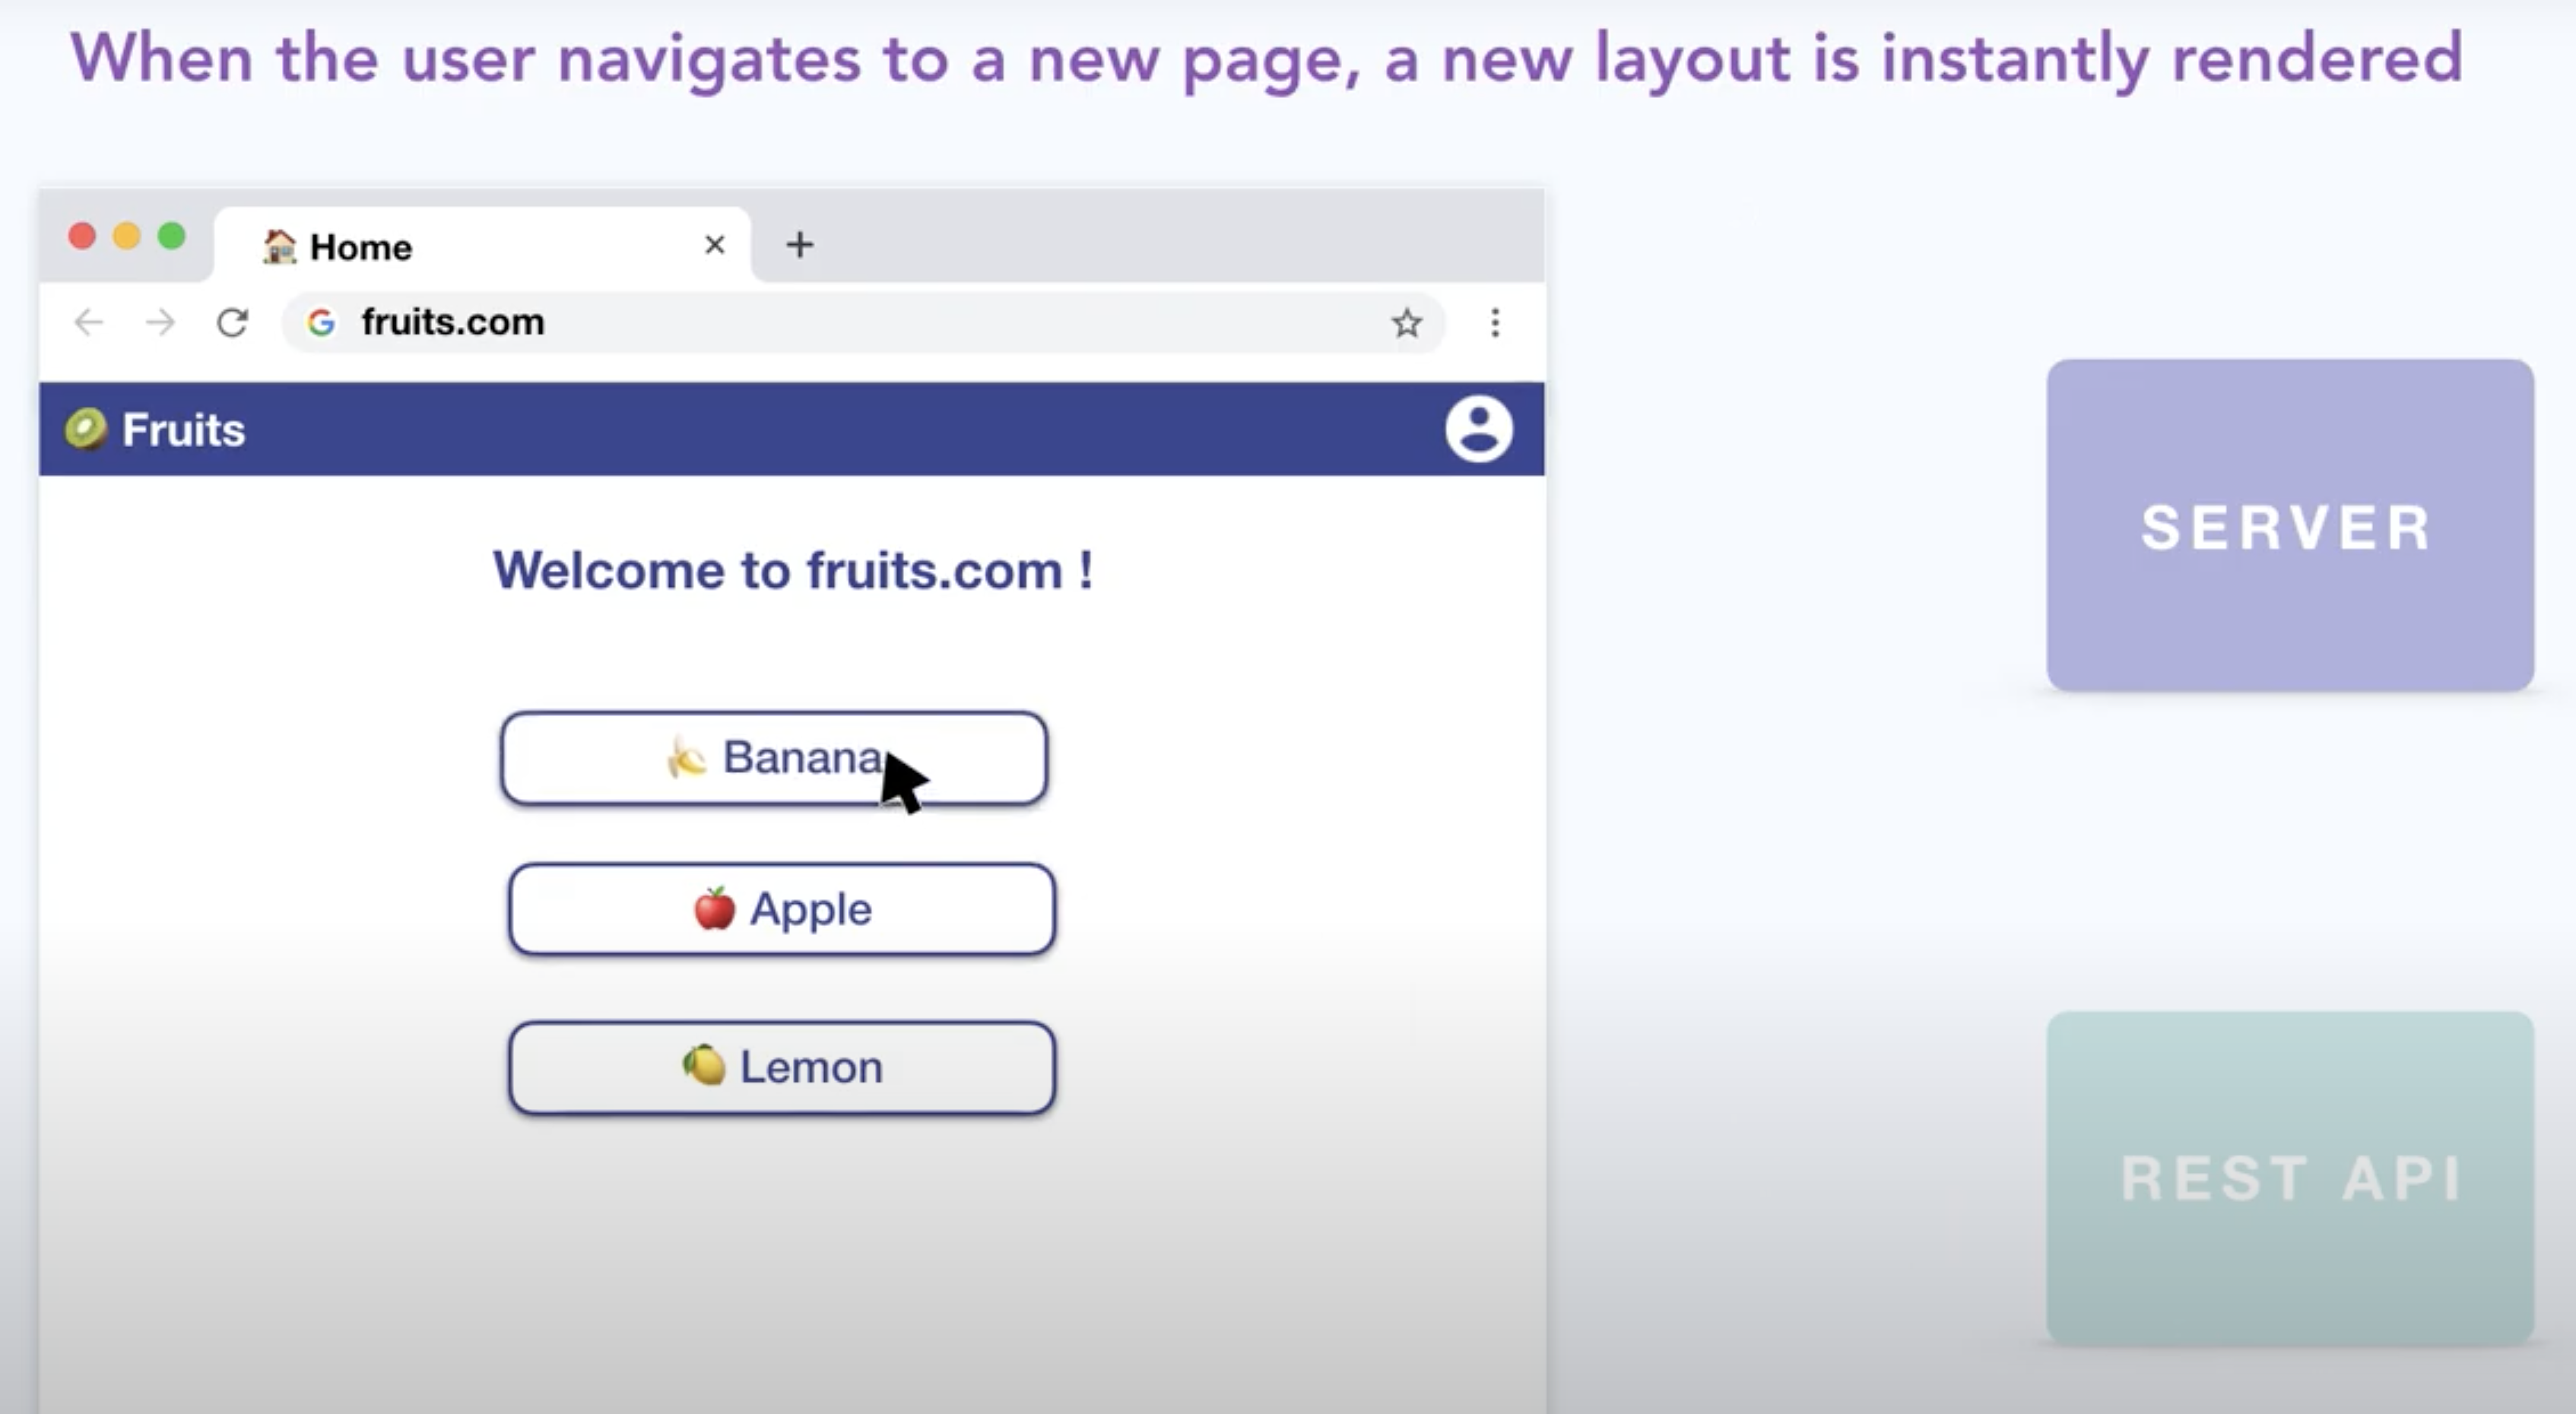 When the user navigates to a new page, a new layout is instantly rendered
Home
fruits.com
Fruits
Welcome to fruits.com !
Banana
Apple
Lemon
SERVER
REST API